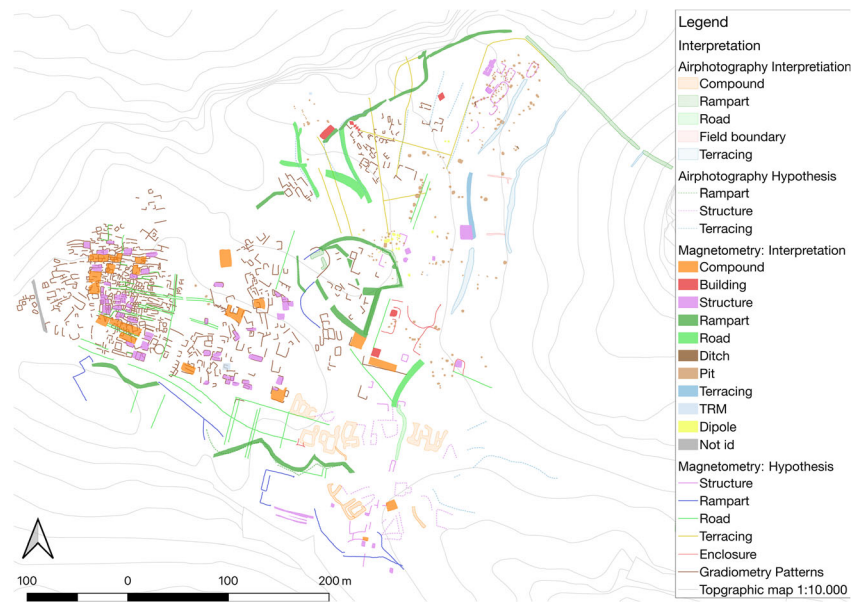 Legend
Interpretation
Airphotography Interpretation
Compound
Rampart
Road
Field boundary
Terracing
Airphotography Hypothesis
Rampart
Structure
Terracing
Magnetometry: Interpretation
Compound
Building
Structure
Rampart
Road
Ditch
Pit
Terracing
TRM
Dipole
Not id
Magnetometry: Hypothesis
Structure
Rampart
Road
Terracing
Enclosure
Gradiometry Patterns
Topgraphic map 1:10.000
100 0 100 200 m